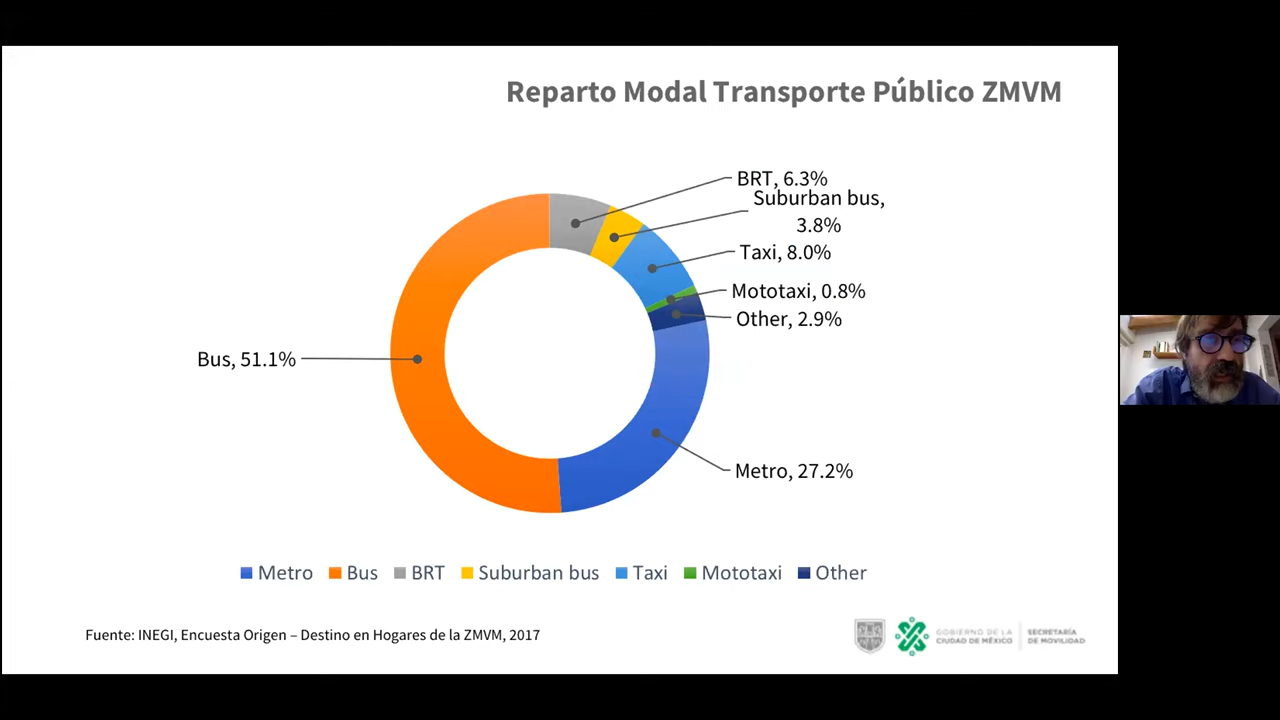 Reparto Modal Transporte Público ZMVM
BRT, 6.3%
Suburban bus,
3.8%
Taxi, 8.0%
Mototaxi, 0.8%
Other, 2.9%
Bus, 51.1%
Metro, 27.2%
Metro Bus BRT Suburban bus Taxi Mototaxi Other
Fuente: INEGI, Encuesta Origen – Destino en Hogares de la ZMVM, 2017
GOBIERNO DE LA
CIUDAD DE MÉXICO
SECRETARÍA
DE MOVILIDAD